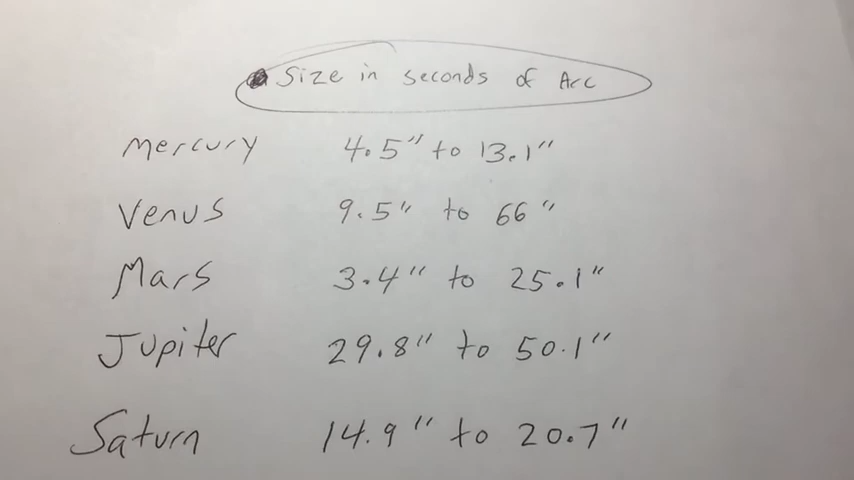 Size in seconds of Arc
Mercury 4.5" to 13.1"
Venus 9.5" to 66"
Mars 3.4" to 25.1"
Jupiter 29.8" to 50.1"
Saturn 14.9" to 20.7"